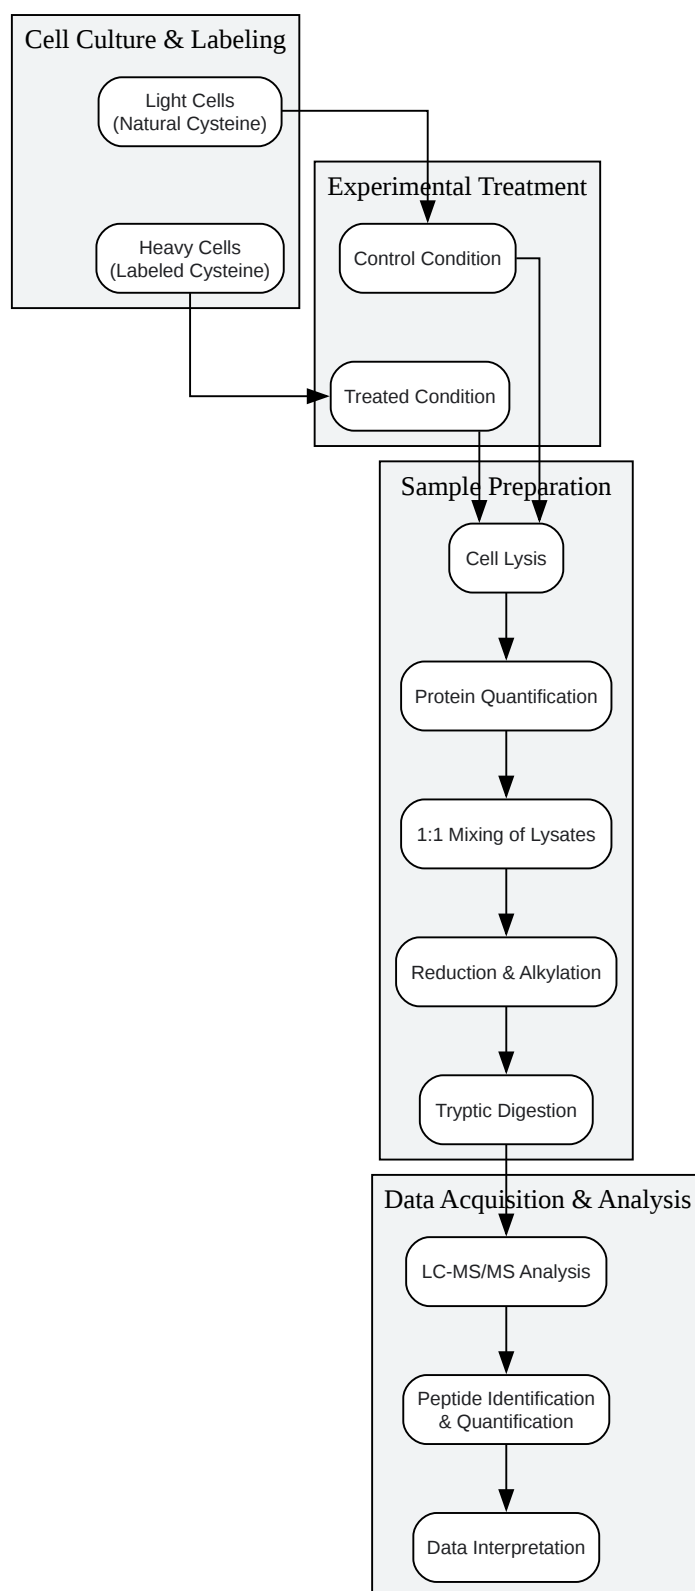 Cell Culture & Labeling
Light Cells
(Natural Cysteine)
Heavy Cells
(Labeled Cysteine)
Experimental Treatment
Control Condition
Treated Condition
Sample Preparation
Cell Lysis
Protein Quantification
1:1 Mixing of Lysates
Reduction & Alkylation
Tryptic Digestion
Data Acquisition & Analysis
LC-MS/MS Analysis
Peptide Identification
& Quantification
Data Interpretation